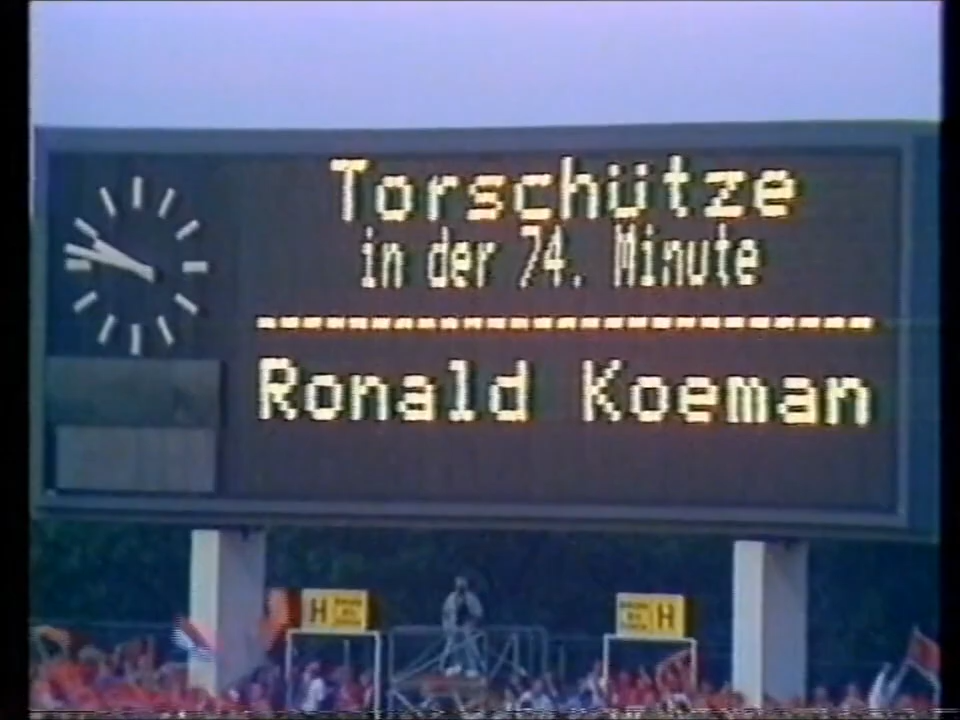 Torschütze
in der 74. Minute
Ronald Koeman
H
H